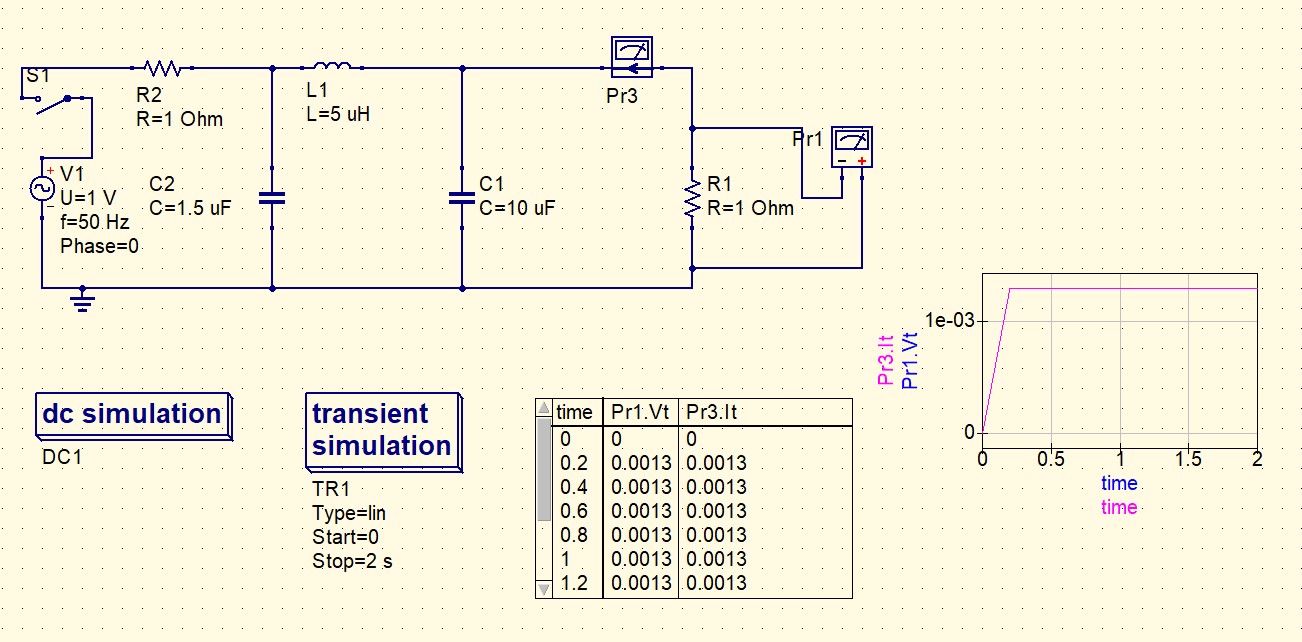 S1
R2
R=1 Ohm
L1
L=5 uH
Pr3
Pr1
- +
+
V1
U=1 V
f=50 Hz
Phase=0
-
C2
C=1.5 uF
C1
C=10 uF
R1
R=1 Ohm
dc simulation
DC1
transient
simulation
TR1
Type=lin
Start=0
Stop=2 s
time Pr1.Vt Pr3.It
0 0 0
0.2 0.0013 0.0013
0.4 0.0013 0.0013
0.6 0.0013 0.0013
0.8 0.0013 0.0013
1 0.0013 0.0013
1.2 0.0013 0.0013
Pr3.It
Pr1.Vt
1e-03
0
0 0.5 1 1.5 2
time
time